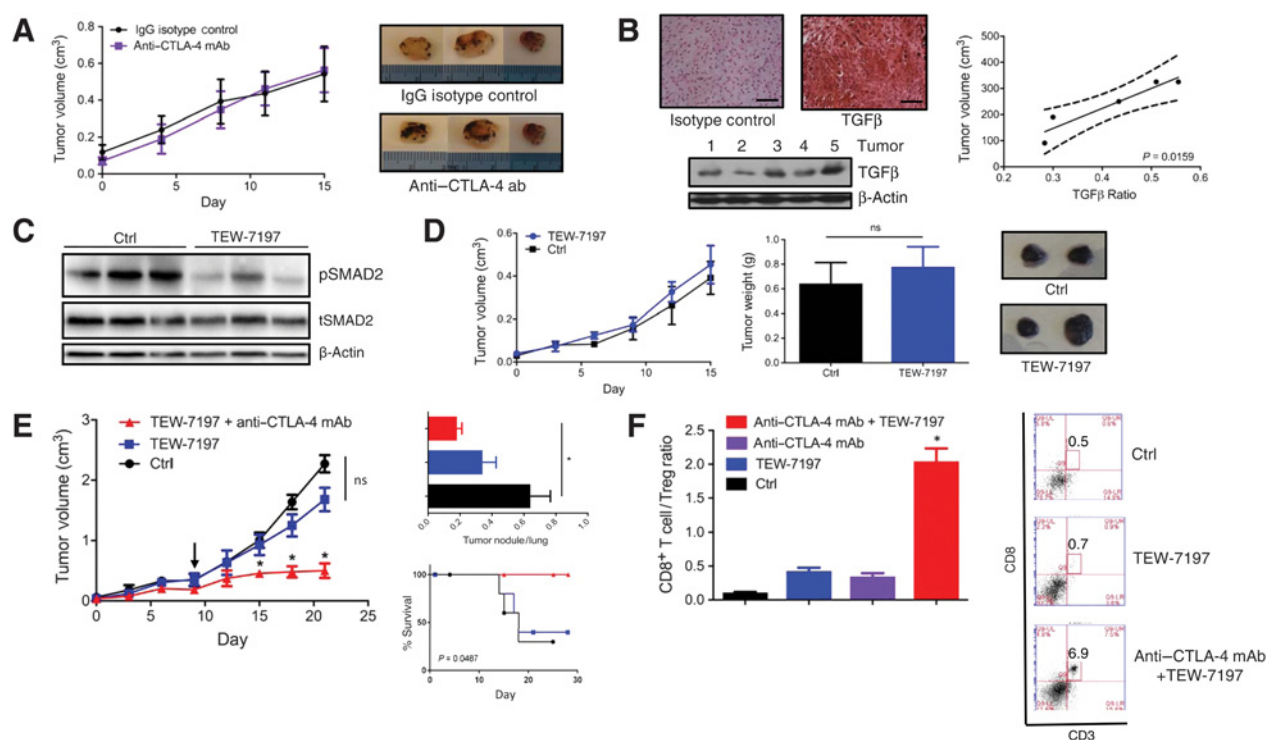 A
IgG isotype control
Anti–CTLA-4 mAb
Tumor volume (cm³)
0.8
0.6
0.4
0.2
0.0
0 5 10 15
Day
IgG isotype control
Anti–CTLA-4 ab
B
Isotype control
TGFβ
1 2 3 4 5 Tumor
TGFβ
β-Actin
Tumor volume (cm³)
500
400
300
200
100
0
0.2 0.3 0.4 0.5 0.6
TGFβ Ratio
P = 0.0159
C
Ctrl
TEW-7197
pSMAD2
tSMAD2
β-Actin
D
TEW-7197
Ctrl
Tumor volume (cm³)
0.6
0.4
0.2
0.0
0 5 10 15
Day
ns
Tumor weight (g)
1.0
0.8
0.6
0.4
0.2
0.0
Ctrl
TEW-7197
Ctrl
TEW-7197
E
TEW-7197 + anti-CTLA-4 mAb
TEW-7197
Ctrl
Tumor volume (cm³)
3
2
1
0
0 5 10 15 20 25
Day
ns
* * *
*
0.0 0.2 0.4 0.6 0.8 1.0
Tumor nodule/lung
% Survival
100
50
0
P = 0.0467
0 10 20 30
Day
F
Anti-CTLA-4 mAb + TEW-7197
Anti-CTLA-4 mAb
TEW-7197
Ctrl
CD8⁺ T cell/Treg ratio
2.5
2.0
1.5
1.0
0.5
0.0
*
0.5
Ctrl
0.7
TEW-7197
6.9
Anti–CTLA-4 mAb
+TEW-7197
CD8
CD3